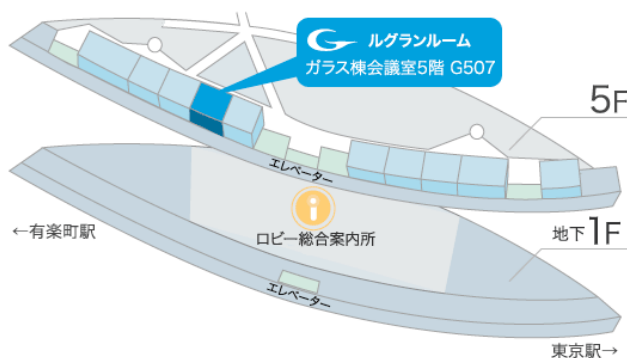 ルグランルーム
ガラス棟会議室5階 G507
5F
エレベーター
i
ロビー総合案内所
←有楽町駅
地下1F
エレベーター
東京駅→